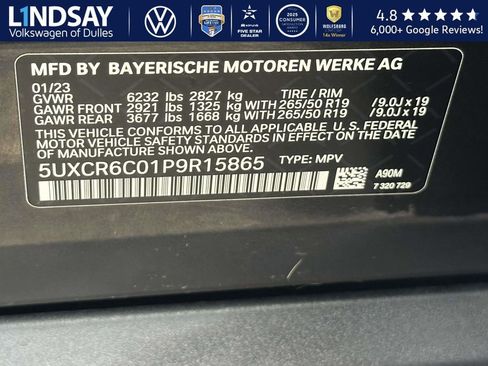 LINDSAY
Volkswagen of Dulles
FIVE STAR
DEALER
2025
CONSUMER
WOLFSBURG
14x Winner
4.8
6,000+ Google Reviews!
MFD BY BAYERISCHE MOTOREN WERKE AG
01/23
GVWR 6232 lbs 2827 kg TIRE / RIM
GAWR FRONT 2921 lbs 1325 kg WITH 265/50 R19 /9.0J x 19
GAWR REAR 3677 lbs 1668 kg WITH 265/50 R19 /9.0J x 19
THIS VEHICLE CONFORMS TO ALL APPLICABLE U. S. FEDERAL
MOTOR VEHICLE SAFETY STANDARDS IN EFFECT ON THE DATE
OF MANUFACTURE SHOWN ABOVE.
5UXCR6C01P9R15865 TYPE: MPV
A90M
7 320 729